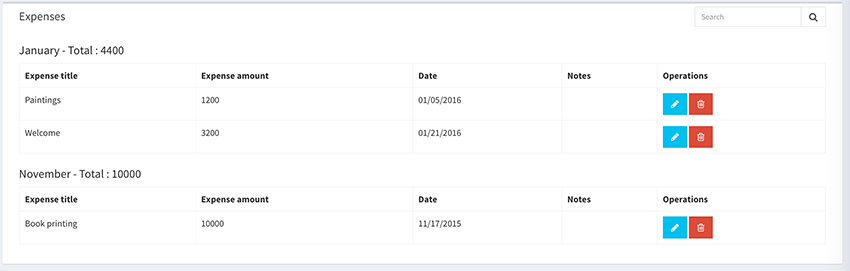 Expenses
Search
January - Total : 4400
Expense title Expense amount Date Notes Operations
Paintings 1200 01/05/2016
Welcome 3200 01/21/2016
November - Total : 10000
Expense title Expense amount Date Notes Operations
Book printing 10000 11/17/2015